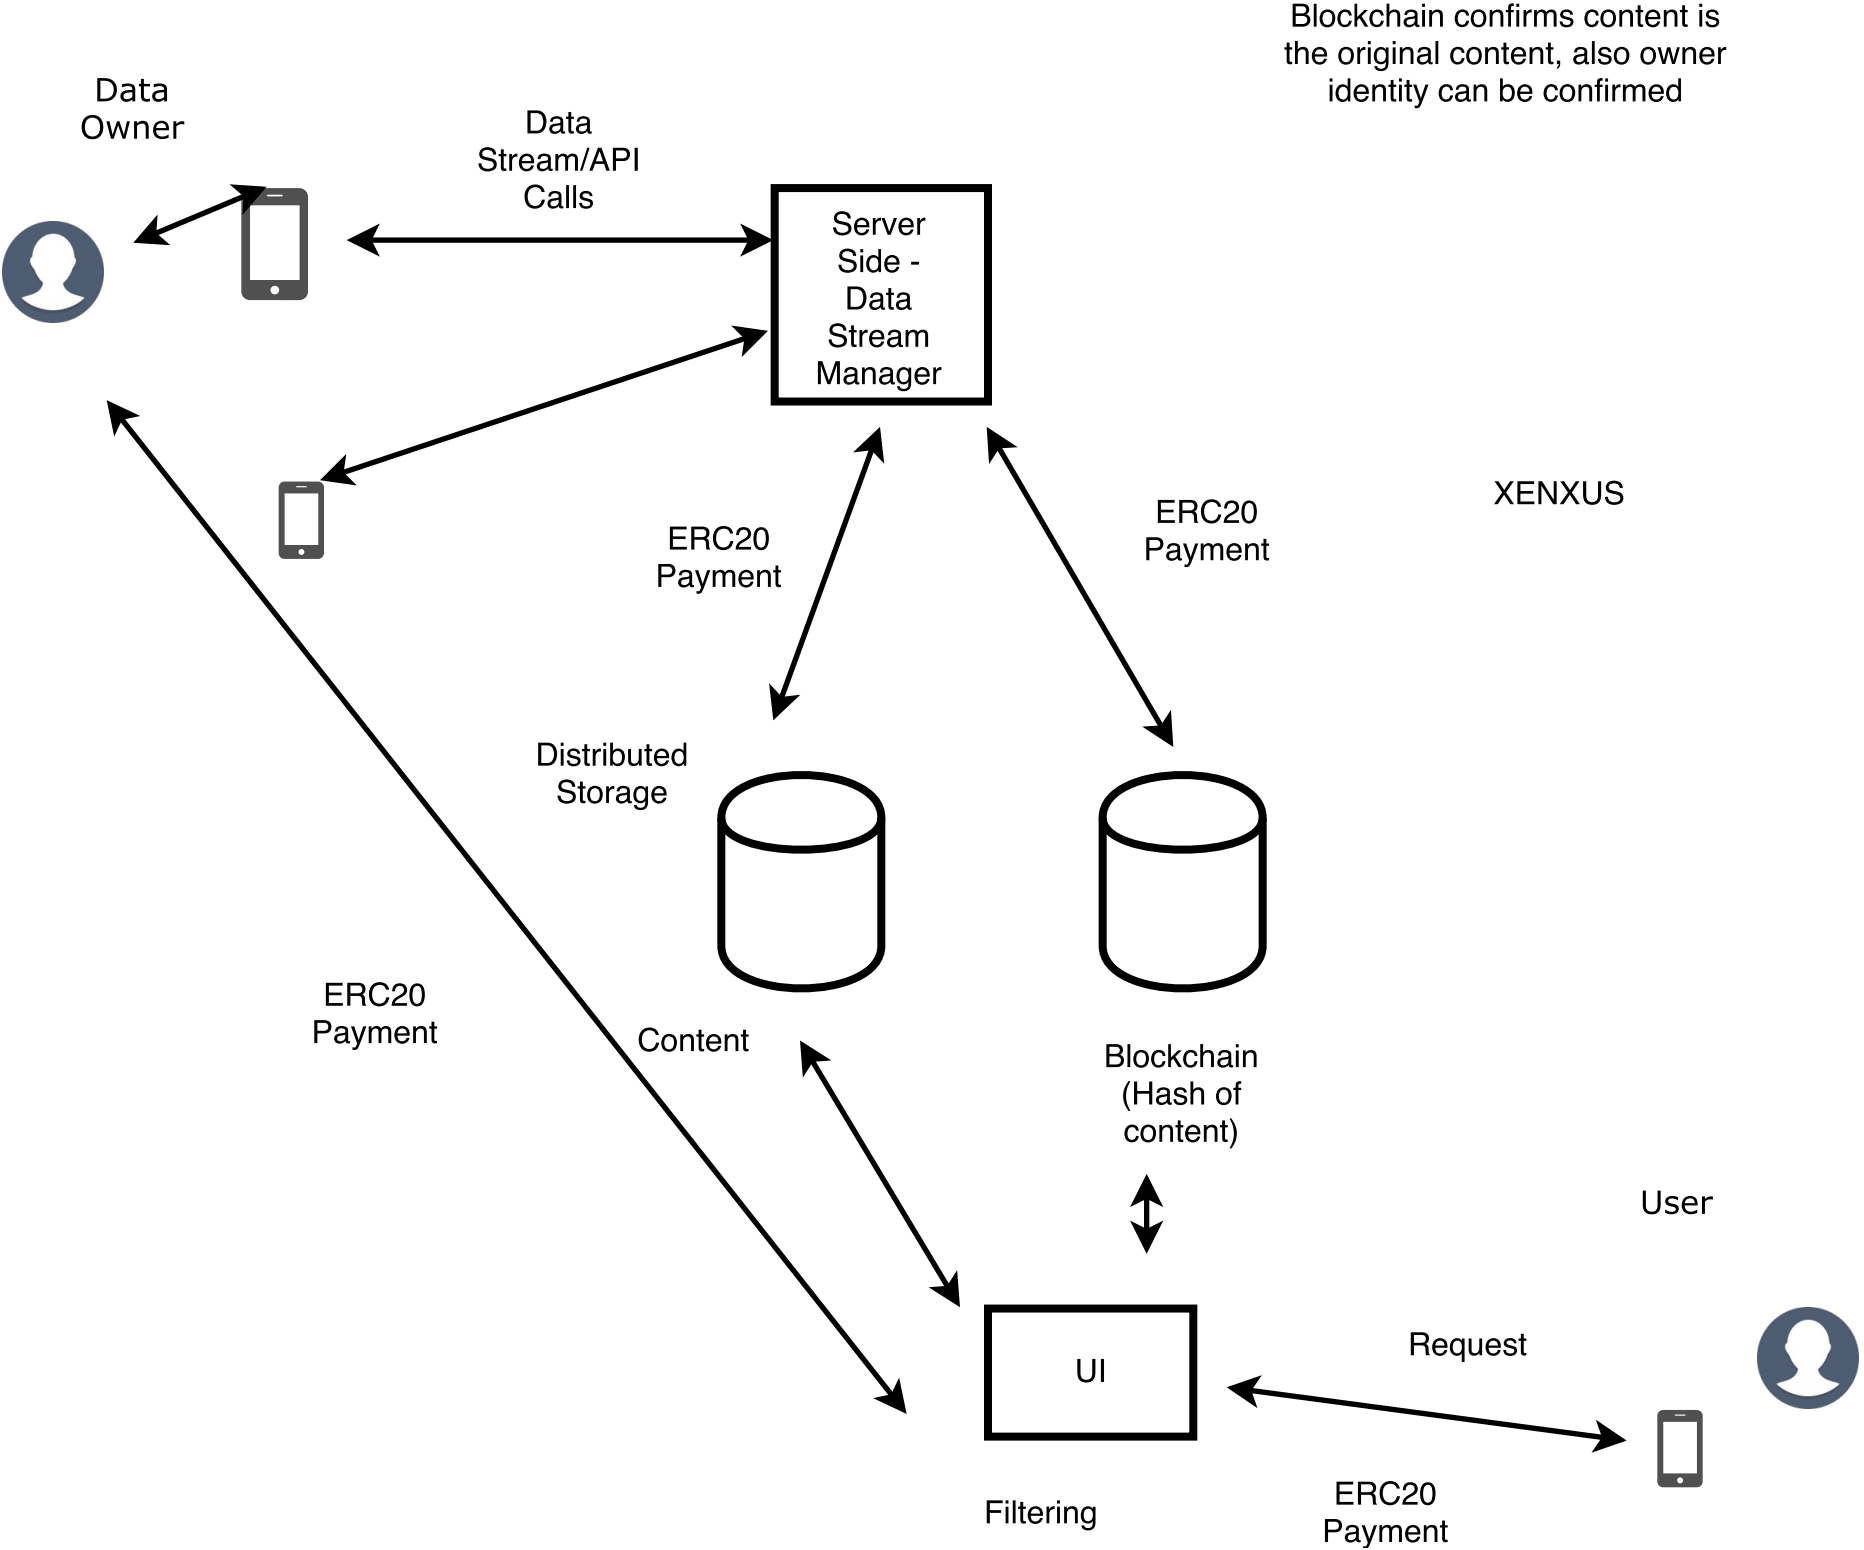 Blockchain confirms content is
the original content, also owner
identity can be confirmed
Data
Owner
Data
Stream/API
Calls
Server
Side -
Data
Stream
Manager
ERC20
Payment
ERC20
Payment
XENXUS
Distributed
Storage
ERC20
Payment
Content
Blockchain
(Hash of
content)
User
UI
Request
Filtering
ERC20
Payment